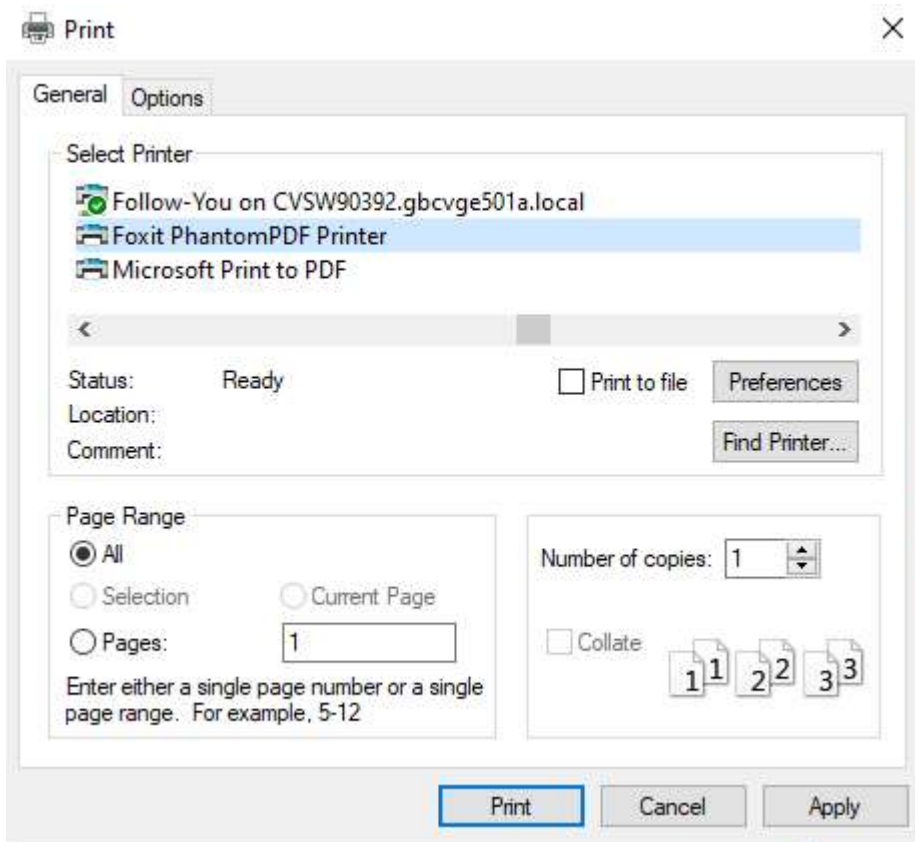 Print
General Options
Select Printer
Follow-You on CVSW90392.gbcvge501a.local
Foxit PhantomPDF Printer
Microsoft Print to PDF
Status: Ready Print to file Preferences
Location:
Comment: Find Printer...
Page Range
All
Number of copies: 1
Selection Current Page
Pages: 1
Collate
1 1 2 2 3 3
Enter either a single page number or a single
page range. For example, 5-12
Print Cancel Apply